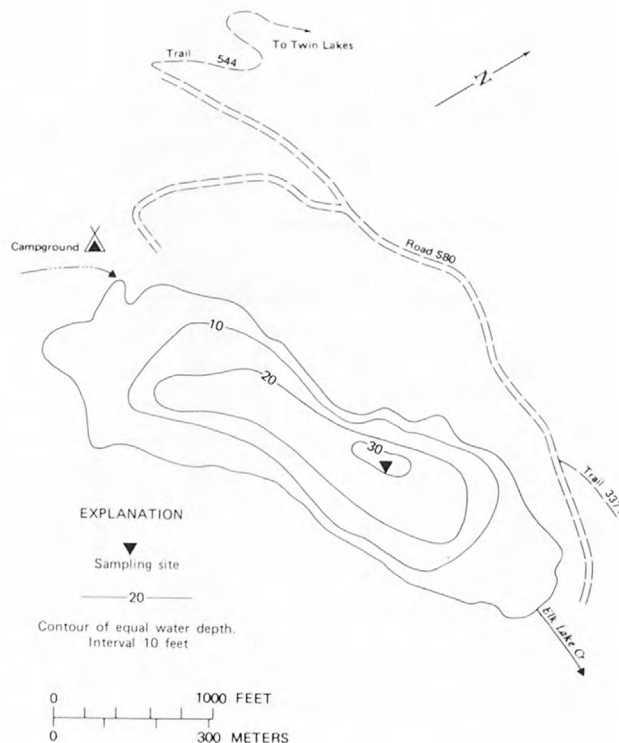 To Twin Lakes
Trail 544
N
Campground
Road S80
10
20
30
Trail 337
EXPLANATION
Sampling site
20
Contour of equal water depth.
Interval 10 feet
Elk Lake Cr
0 1000 FEET
0 300 METERS